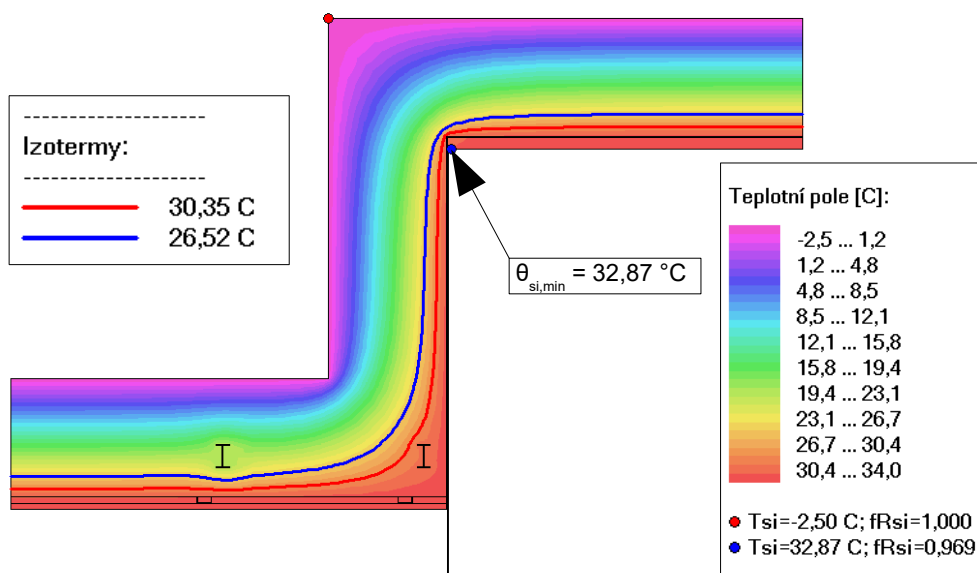 --------------------
Izotermy:
--------------------
30,35 C
26,52 C
θsi,min = 32,87 °C
Teplotní pole [C]:
-2,5 ... 1,2
1,2 ... 4,8
4,8 ... 8,5
8,5 ... 12,1
12,1 ... 15,8
15,8 ... 19,4
19,4 ... 23,1
23,1 ... 26,7
26,7 ... 30,4
30,4 ... 34,0
Tsi=-2,50 C; fRsi=1,000
Tsi=32,87 C; fRsi=0,969